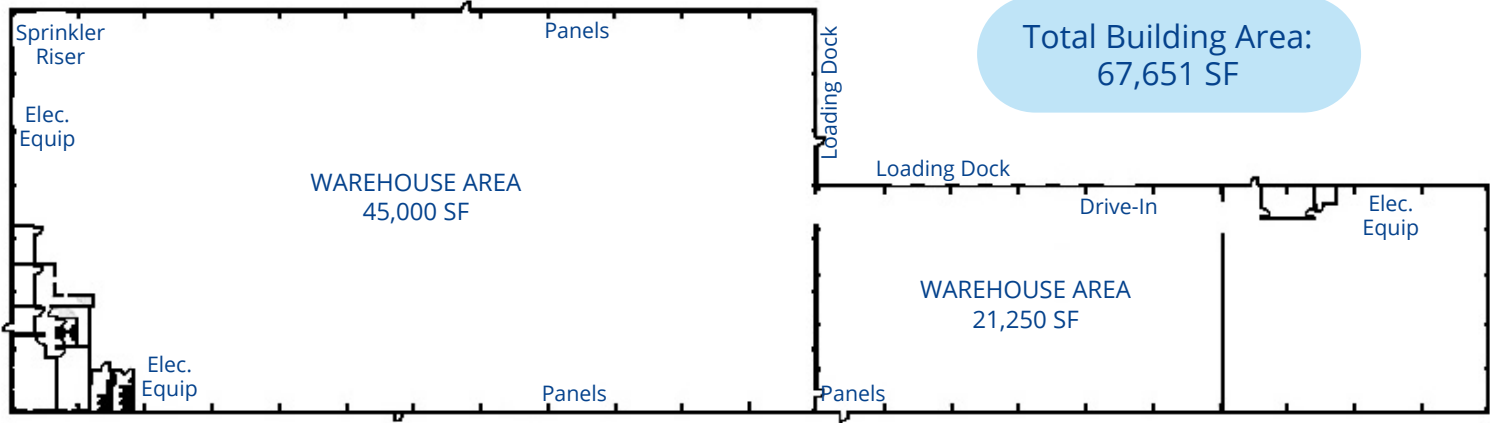 Sprinkler
Riser
Panels
Loading Dock
Total Building Area:
67,651 SF
Elec.
Equip
WAREHOUSE AREA
45,000 SF
Loading Dock
Drive-In
Elec.
Equip
WAREHOUSE AREA
21,250 SF
Elec.
Equip
Panels
Panels